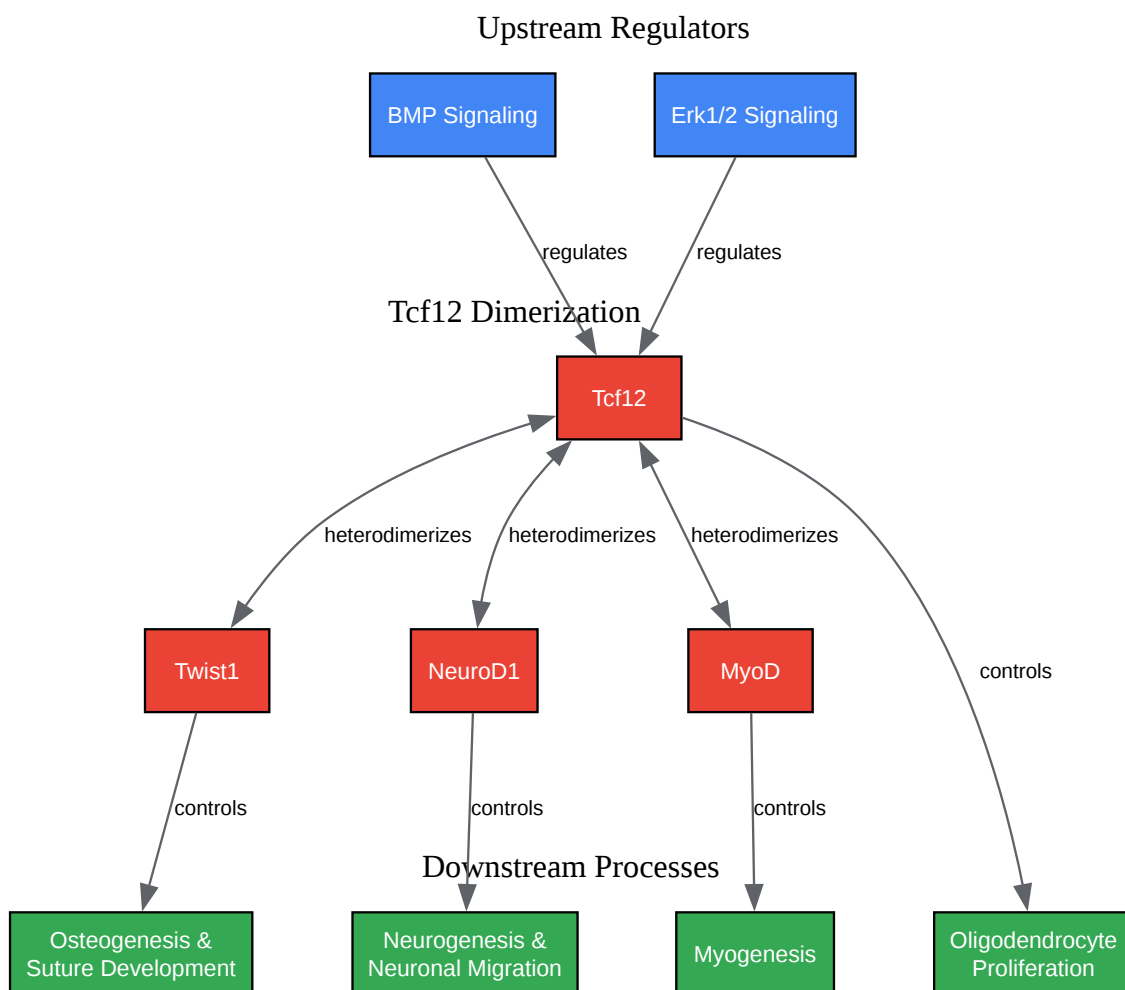 Upstream Regulators
BMP Signaling
Erk1/2 Signaling
regulates
regulates
Tcf12 Dimerization
Tcf12
heterodimerizes
heterodimerizes
heterodimerizes
Twist1
NeuroD1
MyoD
controls
controls
controls
controls
Downstream Processes
Osteogenesis &
Suture Development
Neurogenesis &
Neuronal Migration
Myogenesis
Oligodendrocyte
Proliferation